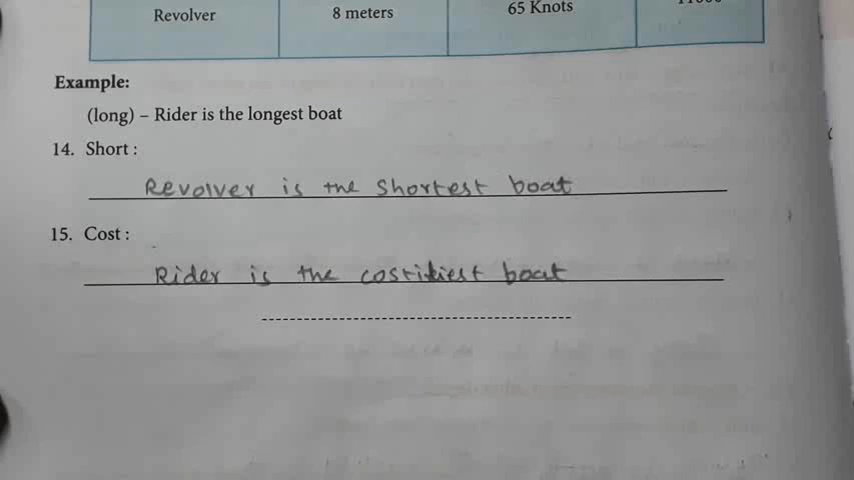 Revolver 8 meters 65 Knots
Example:
(long) – Rider is the longest boat
14. Short :
Revolver is the shortest boat
15. Cost :
Rider is the boat